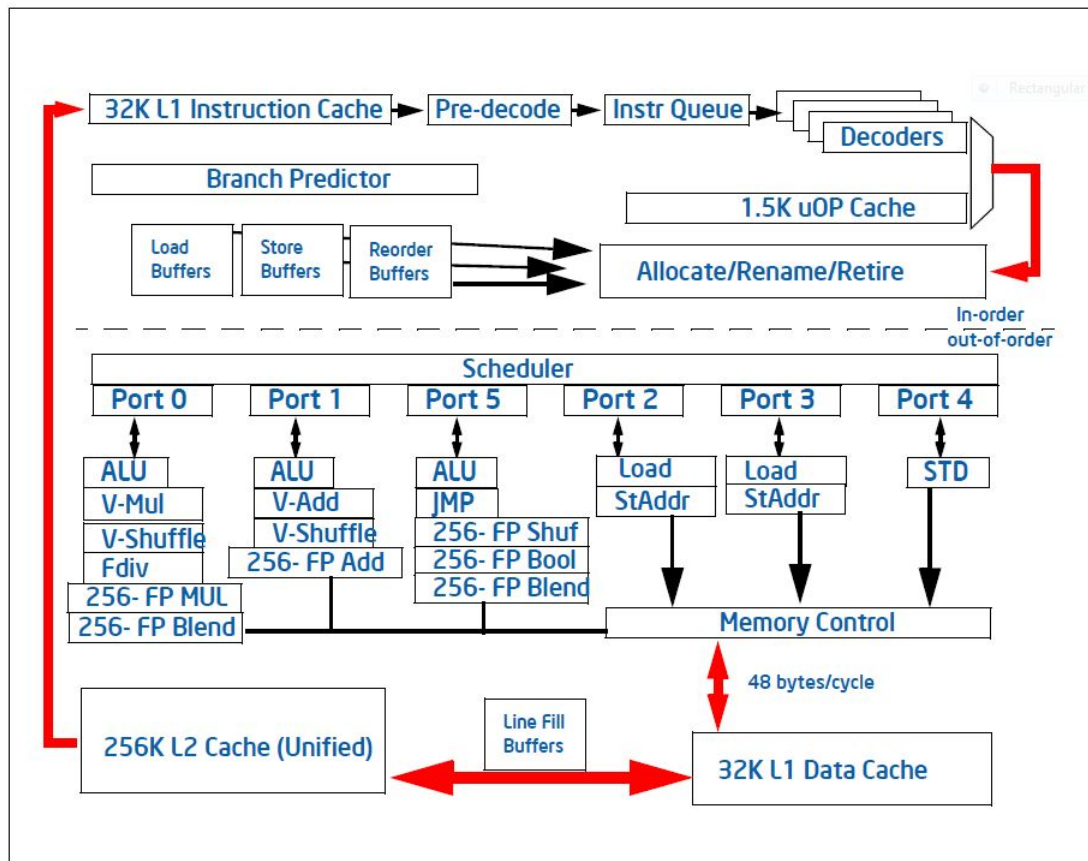 Rectangular
32K L1 Instruction Cache
Pre-decode
Instr Queue
Decoders
Branch Predictor
1.5K uOP Cache
Load
Buffers
Store
Buffers
Reorder
Buffers
Allocate/Rename/Retire
In-order
out-of-order
Scheduler
Port 0
Port 1
Port 5
Port 2
Port 3
Port 4
ALU
V-Mul
V-Shuffle
Fdiv
256- FP MUL
256- FP Blend
ALU
V-Add
V-Shuffle
256- FP Add
ALU
JMP
256- FP Shuf
256- FP Bool
256- FP Blend
Load
StAddr
Load
StAddr
STD
Memory Control
48 bytes/cycle
256K L2 Cache (Unified)
Line Fill
Buffers
32K L1 Data Cache